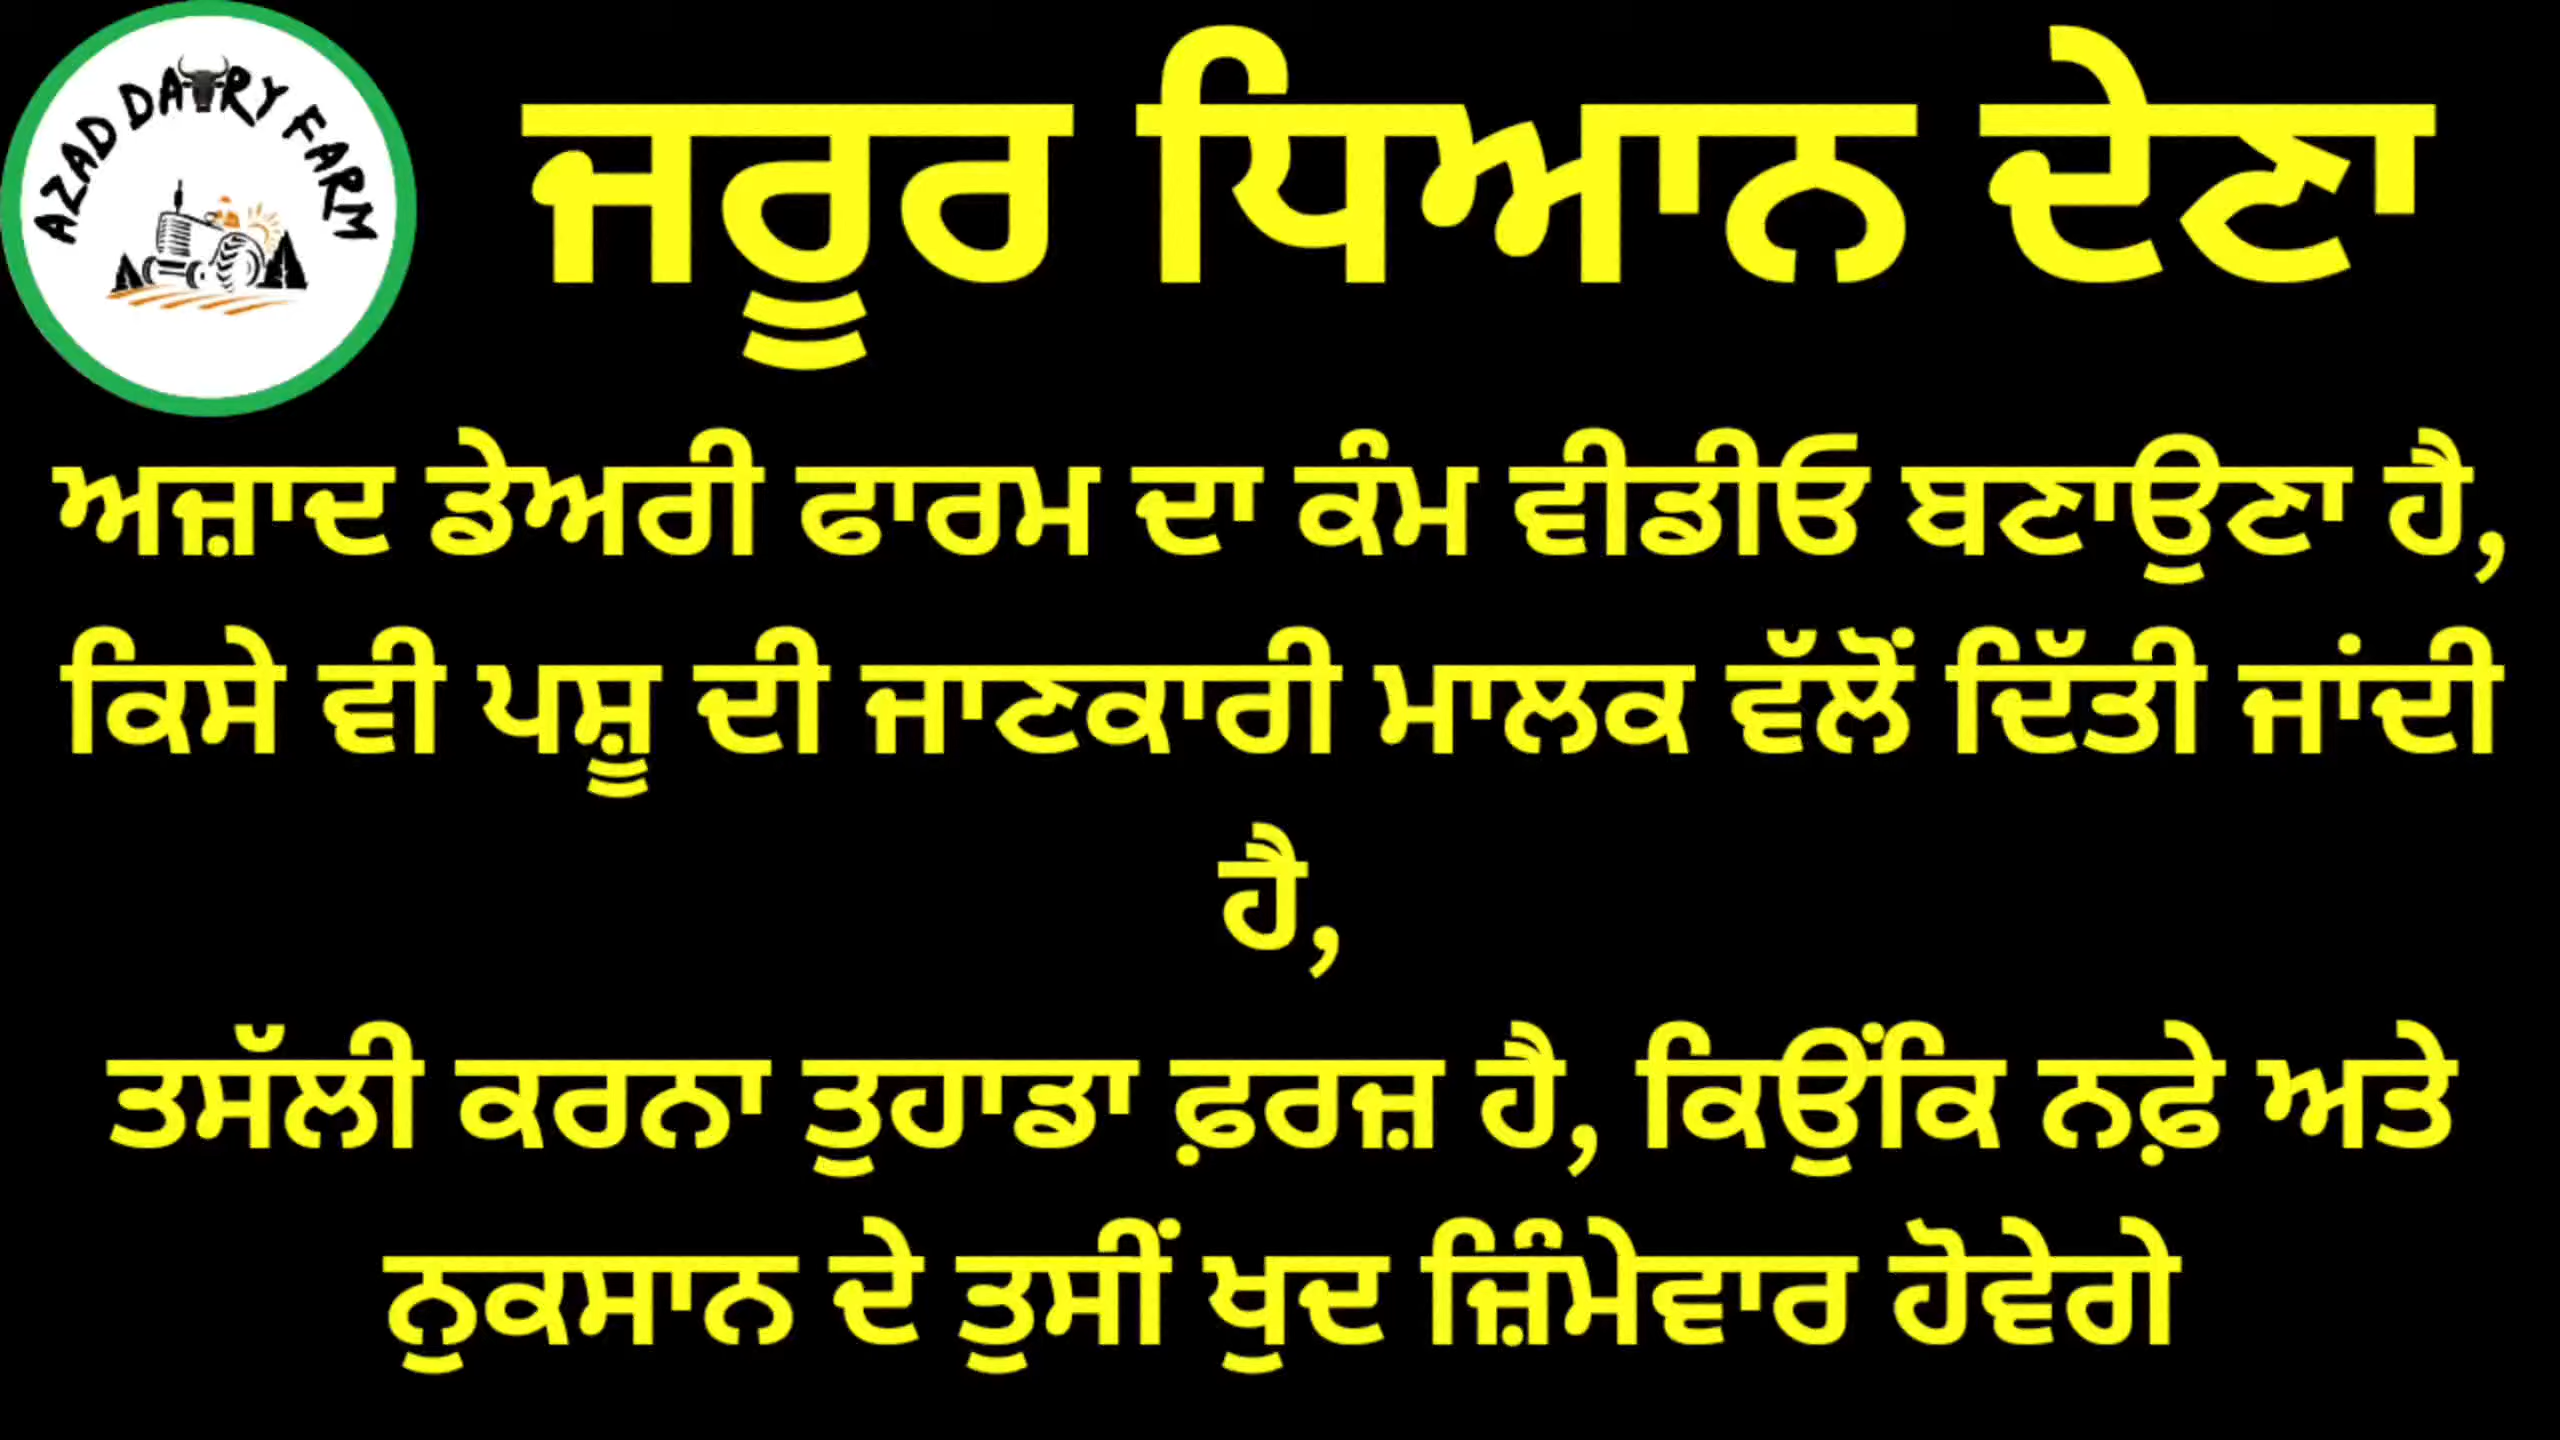 AZAD DAIRY FARM
ਜਰੂਰ ਧਿਆਨ ਦੇਣਾ
ਅਜ਼ਾਦ ਡੇਅਰੀ ਫਾਰਮ ਦਾ ਕੰਮ ਵੀਡੀਓ ਬਣਾਉਣਾ ਹੈ,
ਕਿਸੇ ਵੀ ਪਸ਼ੂ ਦੀ ਜਾਣਕਾਰੀ ਮਾਲਕ ਵੱਲੋਂ ਦਿੱਤੀ ਜਾਂਦੀ
ਹੈ,
ਤਸੱਲੀ ਕਰਨਾ ਤੁਹਾਡਾ ਫ਼ਰਜ਼ ਹੈ, ਕਿਉਂਕਿ ਨਫ਼ੇ ਅਤੇ
ਨੁਕਸਾਨ ਦੇ ਤੁਸੀਂ ਖੁਦ ਜ਼ਿੰਮੇਵਾਰ ਹੋਵੇਗੇ